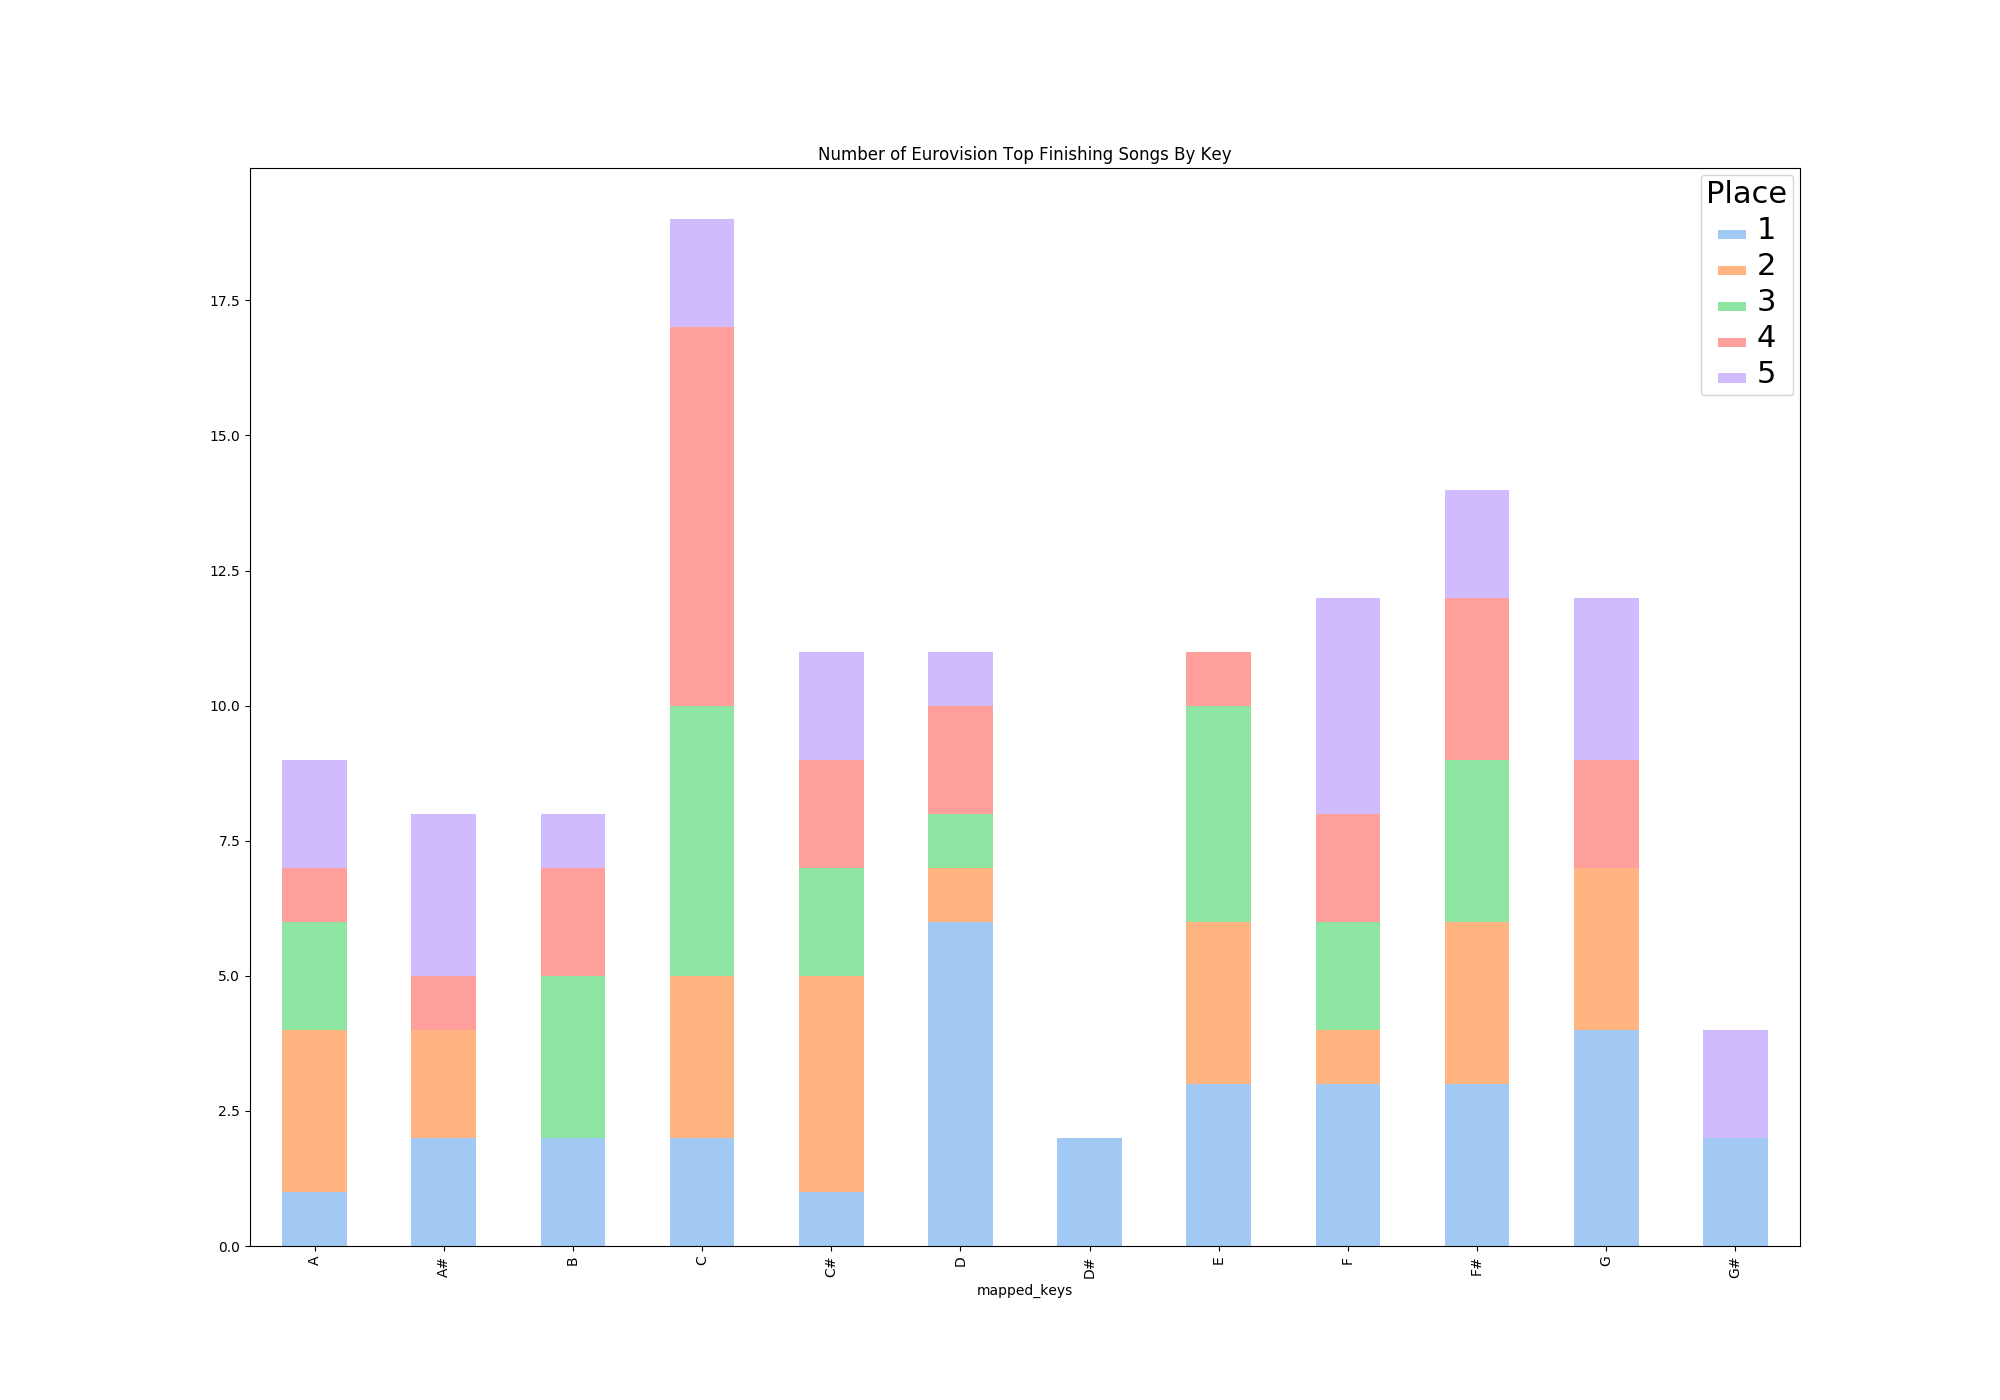 Number of Eurovision Top Finishing Songs By Key
Place
1
2
3
4
5
17.5
15.0
12.5
10.0
7.5
5.0
2.5
0.0
A
A#
B
C
C#
D
D#
E
F
F#
G
G#
mapped_keys